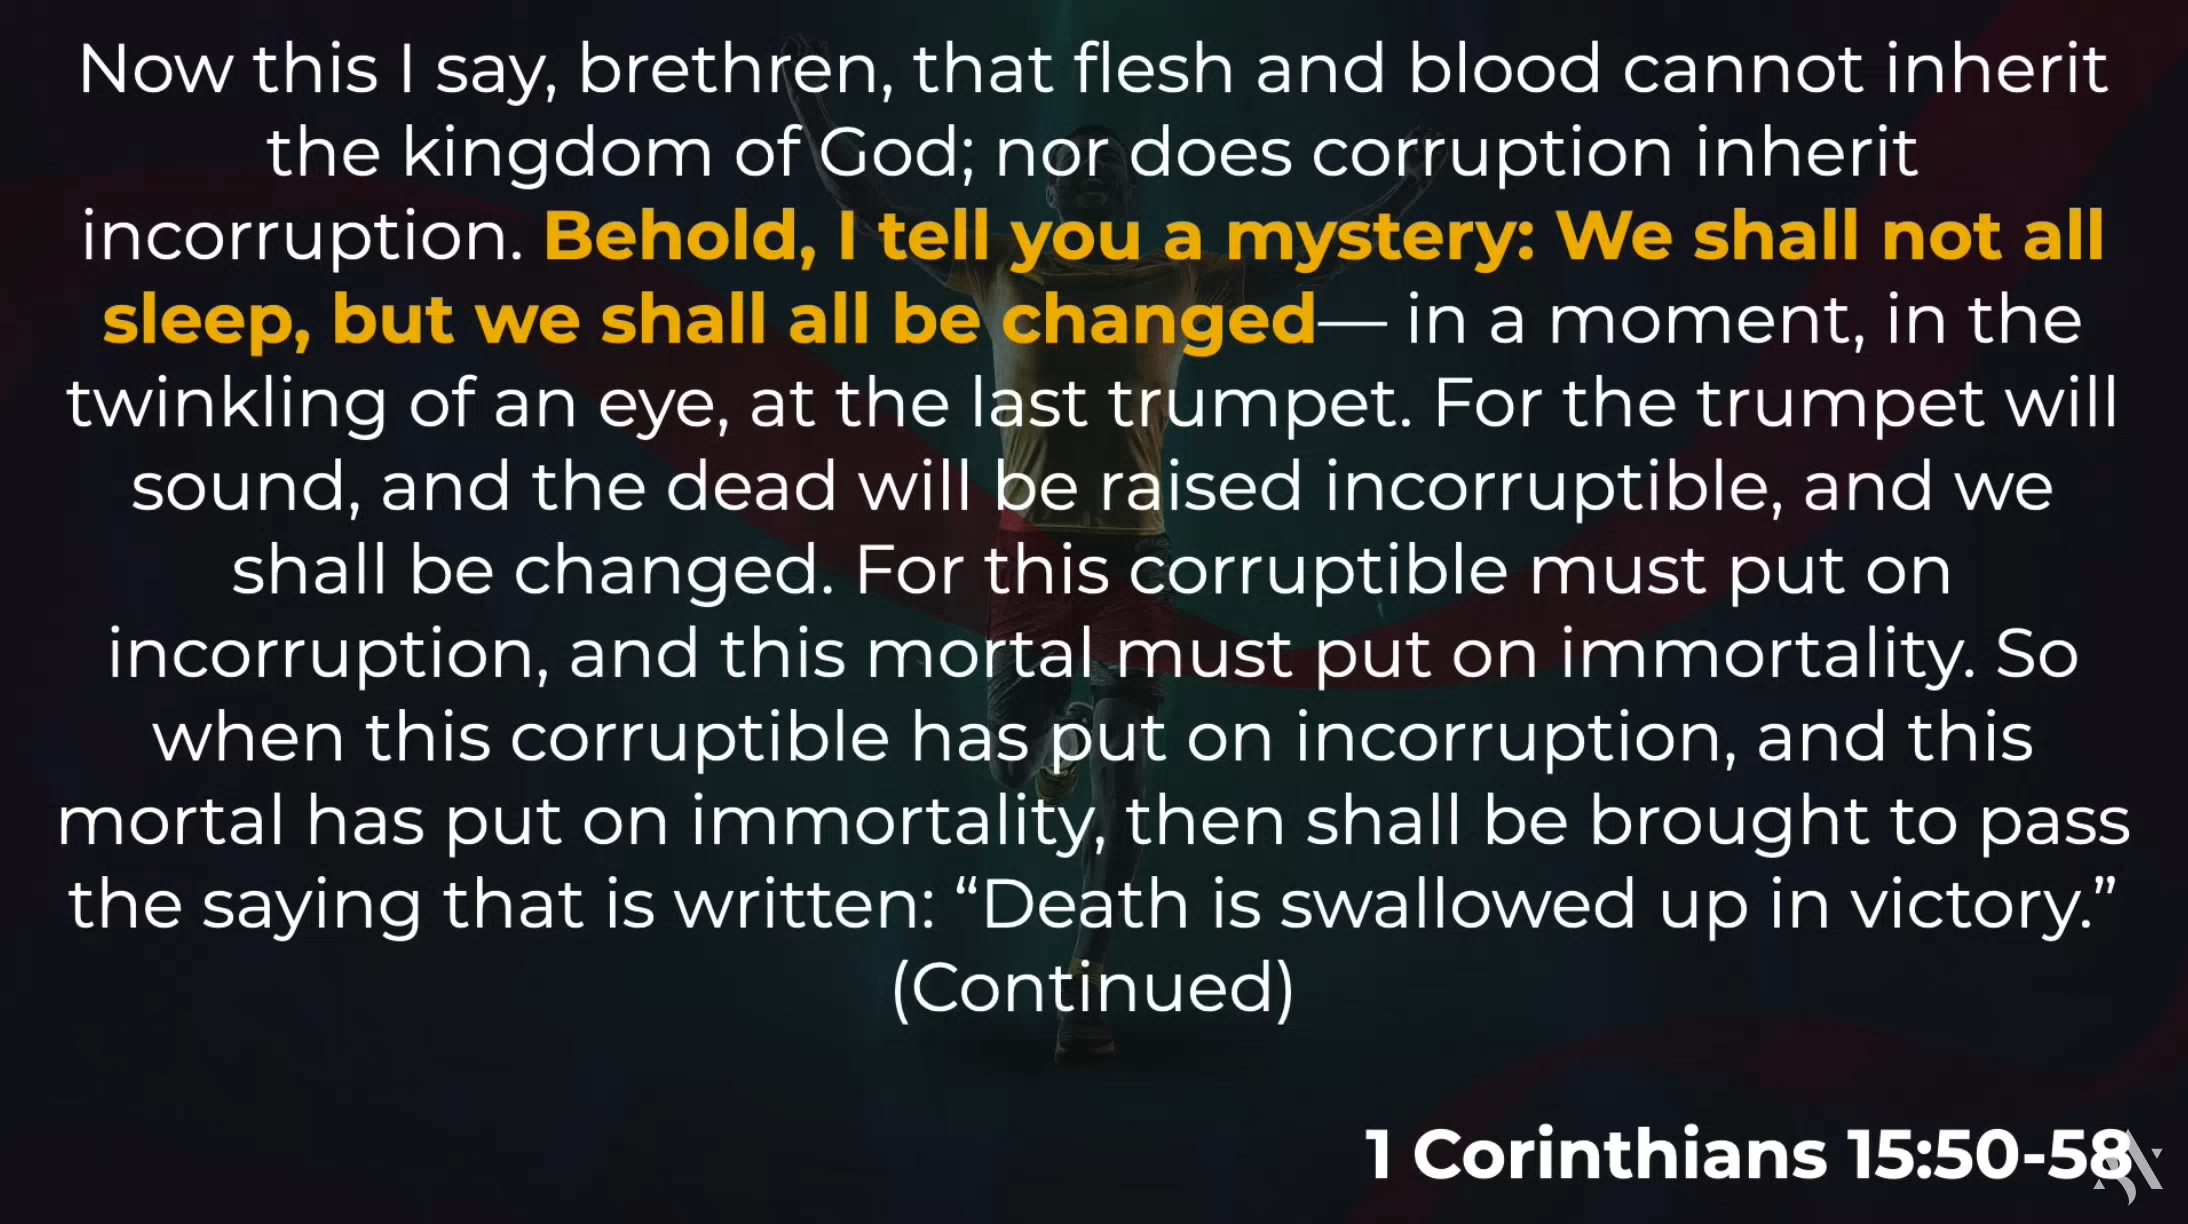 Now this I say, brethren, that flesh and blood cannot inherit
the kingdom of God; nor does corruption inherit
incorruption. Behold, I tell you a mystery: We shall not all
sleep, but we shall all be changed— in a moment, in the
twinkling of an eye, at the last trumpet. For the trumpet will
sound, and the dead will be raised incorruptible, and we
shall be changed. For this corruptible must put on
incorruption, and this mortal must put on immortality. So
when this corruptible has put on incorruption, and this
mortal has put on immortality, then shall be brought to pass
the saying that is written: “Death is swallowed up in victory.”
(Continued)
1 Corinthians 15:50-58